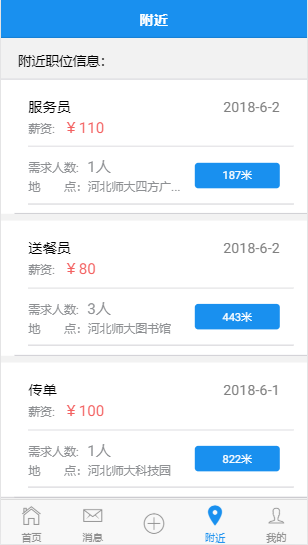 附近
附近职位信息：
服务员 2018-6-2
薪资: ￥110
需求人数: 1人
187米
地 点: 河北师大四方广...
送餐员 2018-6-2
薪资: ￥80
需求人数: 3人
443米
地 点: 河北师大图书馆
传单 2018-6-1
薪资: ￥100
需求人数: 1人
822米
地 点: 河北师大科技园
首页 消息 附近 我的